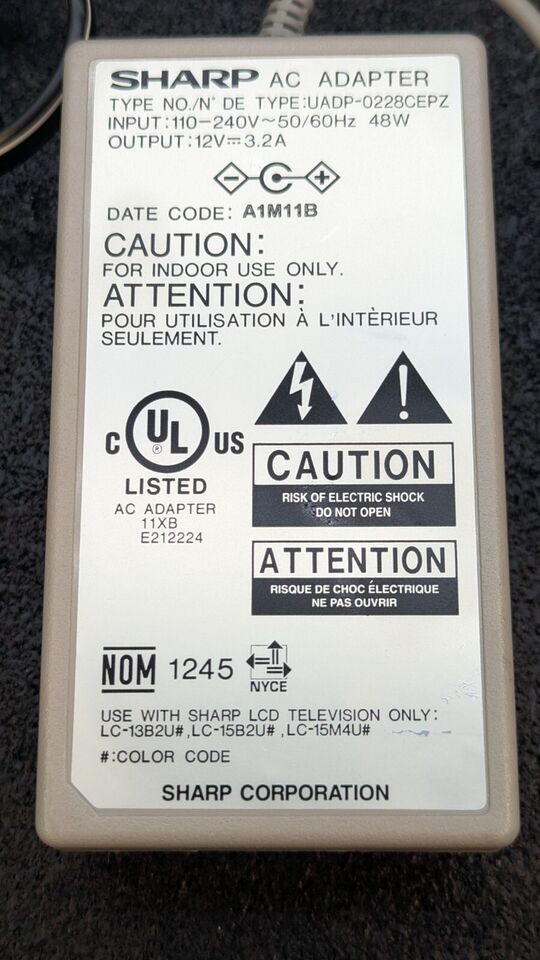 SHARP AC ADAPTER
TYPE NO./N° DE TYPE:UADP-0228CEPZ
INPUT:110-240V~50/60Hz 48W
OUTPUT:12V⎓3.2A
DATE CODE: A1M11B
CAUTION:
FOR INDOOR USE ONLY.
ATTENTION:
POUR UTILISATION À L'INTÈRIEUR
SEULEMENT.
C UL ® US
LISTED
AC ADAPTER
11XB
E212224
CAUTION
RISK OF ELECTRIC SHOCK
DO NOT OPEN
ATTENTION
RISQUE DE CHOC ÉLECTRIQUE
NE PAS OUVRIR
NOM 1245
NYCE
USE WITH SHARP LCD TELEVISION ONLY:
LC-13B2U#,LC-15B2U#,LC-15M4U#
#:COLOR CODE
SHARP CORPORATION